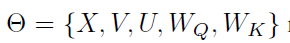 Θ = {X, V, U, W_Q, W_K}